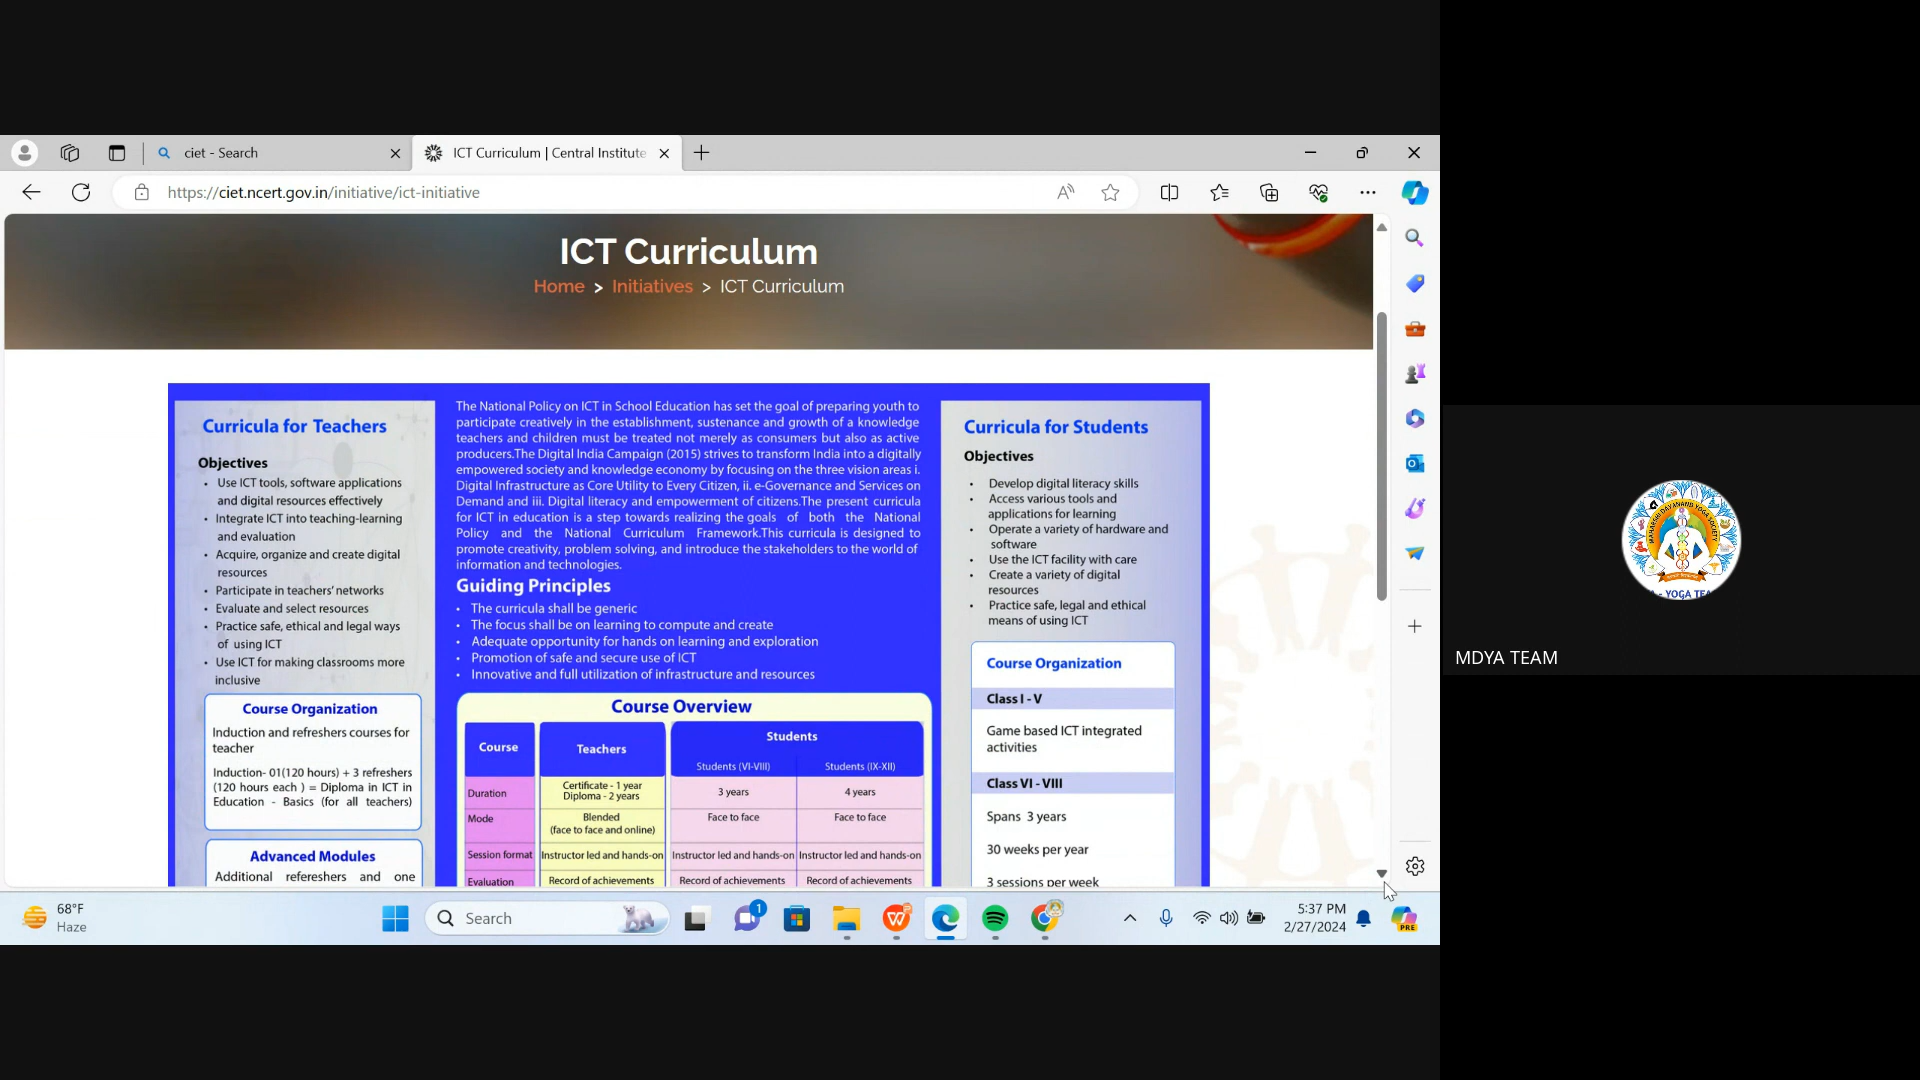 ciet - Search
ICT Curriculum | Central Institute
https://ciet.ncert.gov.in/initiative/ict-initiative
ICT Curriculum
Home > Initiatives > ICT Curriculum
Curricula for Teachers
Objectives
• Use ICT tools, software applications
and digital resources effectively
• Integrate ICT into teaching-learning
and evaluation
• Acquire, organize and create digital
resources
• Participate in teachers' networks
• Evaluate and select resources
• Practice safe, ethical and legal ways
of using ICT
• Use ICT for making classrooms more
inclusive
Course Organization
Induction and refreshers courses for
teacher
Induction- 01(120 hours) + 3 refreshers
(120 hours each ) = Diploma in ICT in
Education - Basics (for all teachers)
Advanced Modules
Additional refereshers and one
The National Policy on ICT in School Education has set the goal of preparing youth to
participate creatively in the establishment, sustenance and growth of a knowledge
teachers and children must be treated not merely as consumers but also as active
producers.The Digital India Campaign (2015) strives to transform India into a digitally
empowered society and knowledge economy by focusing on the three vision areas i.
Digital Infrastructure as Core Utility to Every Citizen, ii. e-Governance and Services on
Demand and iii. Digital literacy and empowerment of citizens.The present curricula
for ICT in education is a step towards realizing the goals of both the National
Policy and the National Curriculum Framework.This curricula is designed to
promote creativity, problem solving, and introduce the stakeholders to the world of
information and technologies.
Guiding Principles
• The curricula shall be generic
• The focus shall be on learning to compute and create
• Adequate opportunity for hands on learning and exploration
• Promotion of safe and secure use of ICT
• Innovative and full utilization of infrastructure and resources
Course Overview
Course Teachers Students
Students (VI-VIII) Students (IX-XII)
Duration Certificate - 1 year Diploma - 2 years 3 years 4 years
Mode Blended (face to face and online) Face to face Face to face
Session format Instructor led and hands-on Instructor led and hands-on Instructor led and hands-on
Evaluation Record of achievements Record of achievements Record of achievements
Curricula for Students
Objectives
• Develop digital literacy skills
• Access various tools and
applications for learning
• Operate a variety of hardware and
software
• Use the ICT facility with care
• Create a variety of digital
resources
• Practice safe, legal and ethical
means of using ICT
Course Organization
Class I - V
Game based ICT integrated
activities
Class VI - VIII
Spans 3 years
30 weeks per year
3 sessions per week
MDYA TEAM
68°F
Haze
Search
1
5:37 PM
2/27/2024
PRE